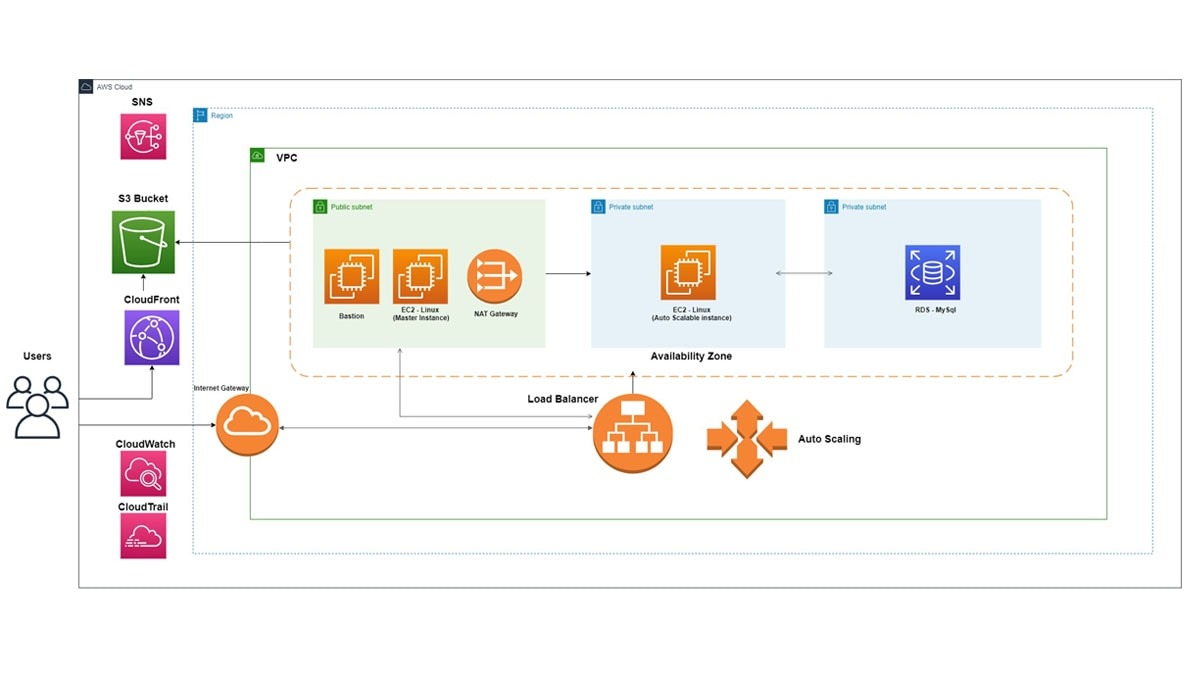 AWS Cloud
SNS
Region
VPC
S3 Bucket
Public subnet
Private subnet
Private subnet
CloudFront
Bastion
EC2 - Linux
(Master Instance)
NAT Gateway
EC2 - Linux
(Auto Scalable instance)
RDS - MySql
Users
Availability Zone
Internet Gateway
Load Balancer
CloudWatch
Auto Scaling
CloudTrail